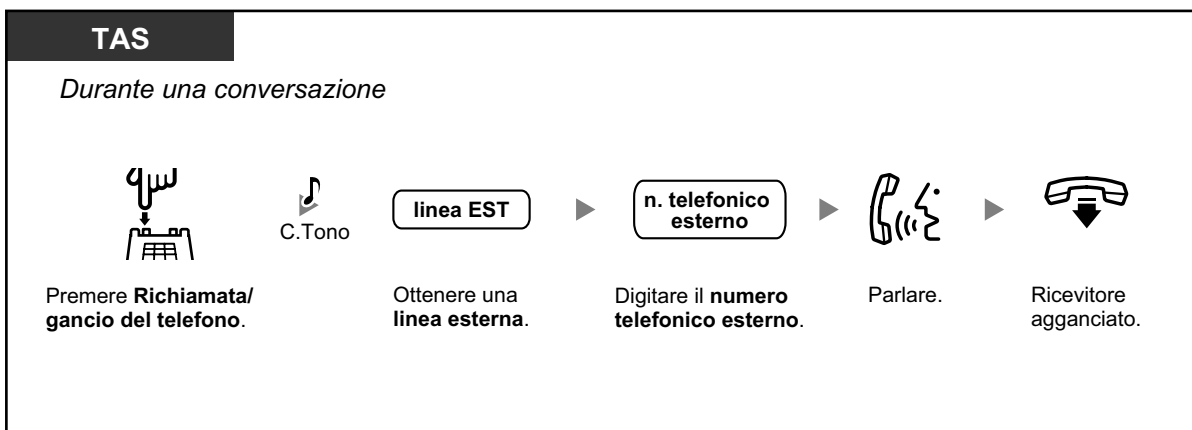 TAS
Durante una conversazione
C.Tono
linea EST
n. telefonico
esterno
Premere Richiamata/
gancio del telefono.
Ottenere una
linea esterna.
Digitare il numero
telefonico esterno.
Parlare.
Ricevitore
agganciato.